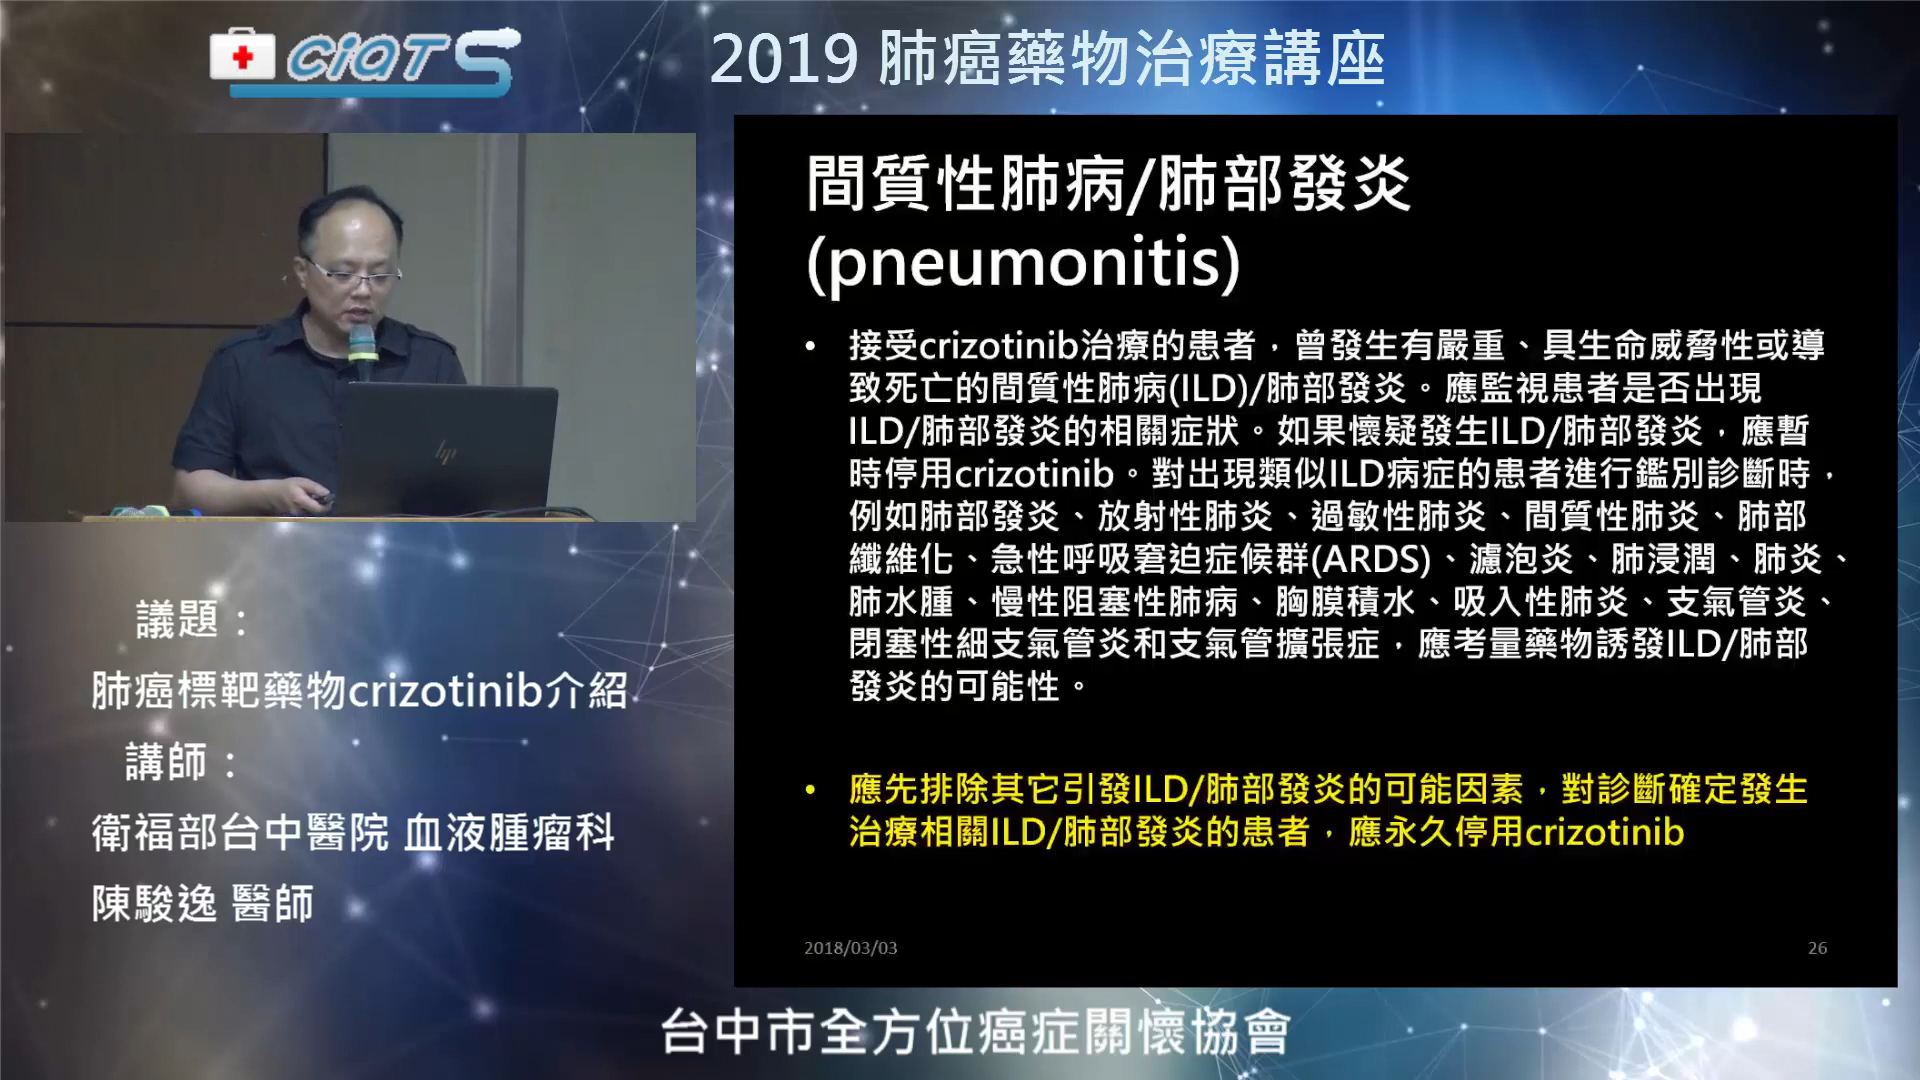 CiQTS
2019 肺癌藥物治療講座
間質性肺病/肺部發炎
(pneumonitis)
• 接受crizotinib治療的患者，曾發生有嚴重、具生命威脅性或導
致死亡的間質性肺病(ILD)/肺部發炎。應監視患者是否出現
ILD/肺部發炎的相關症狀。如果懷疑發生ILD/肺部發炎，應暫
時停用crizotinib。對出現類似ILD病症的患者進行鑑別診斷時，
例如肺部發炎、放射性肺炎、過敏性肺炎、間質性肺炎、肺部
纖維化、急性呼吸窘迫症候群(ARDS)、濾泡炎、肺浸潤、肺炎、
肺水腫、慢性阻塞性肺病、胸膜積水、吸入性肺炎、支氣管炎、
閉塞性細支氣管炎和支氣管擴張症，應考量藥物誘發ILD/肺部
發炎的可能性。
• 應先排除其它引發ILD/肺部發炎的可能因素，對診斷確定發生
治療相關ILD/肺部發炎的患者，應永久停用crizotinib
2018/03/03
26
hp
議題：
肺癌標靶藥物crizotinib介紹
講師：
衛福部台中醫院 血液腫瘤科
陳駿逸 醫師
台中市全方位癌症關懷協會